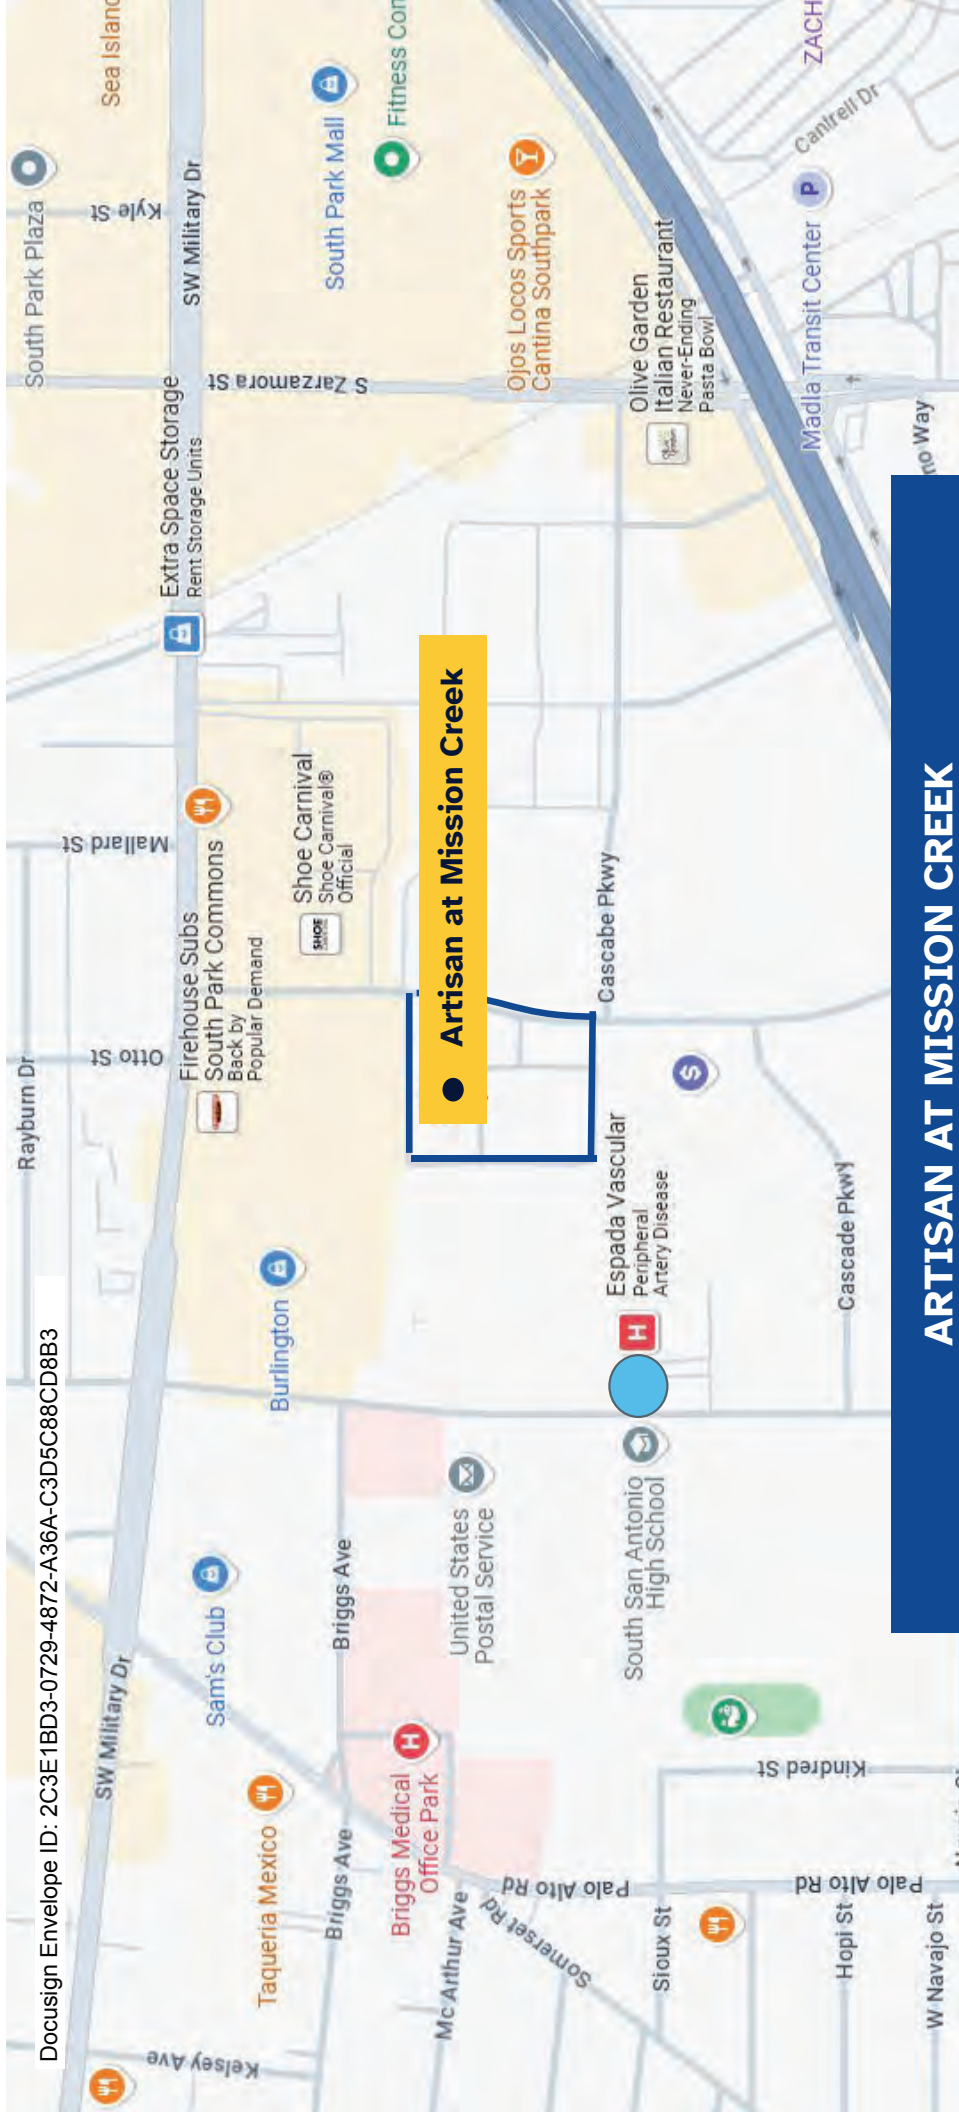 Docusign Envelope ID: 2C3E1BD3-0729-4872-A36A-C3D5C88CD8B3
Rayburn Dr
South Park Plaza
Sea Island
Kelsey Ave
SW Military Dr
Otto St
Mallard St
Kyle St
SW Military Dr
Extra Space Storage
Rent Storage Units
Firehouse Subs
South Park Commons
Back by
Popular Demand
Sam's Club
Taqueria Mexico
Burlington
S Zarzamora St
Shoe Carnival
Shoe Carnival®
Official
SHOE
South Park Mall
Fitness Con
Briggs Ave
Briggs Ave
Briggs Medical
Office Park
Mc Arthur Ave
United States
Postal Service
Artisan at Mission Creek
Ojos Locos Sports
Cantina Southpark
Somerset Rd
Palo Alto Rd
Espada Vascular
Peripheral
Artery Disease
Cascabe Pkwy
Olive Garden
Italian Restaurant
Never-Ending
Pasta Bowl
South San Antonio
High School
Sioux St
Kindred St
Hopi St
Palo Alto Rd
Cascade Pkwy
Madla Transit Center
P
Cantrell Dr
ZACH
W Navajo St
no Way
ARTISAN AT MISSION CREEK